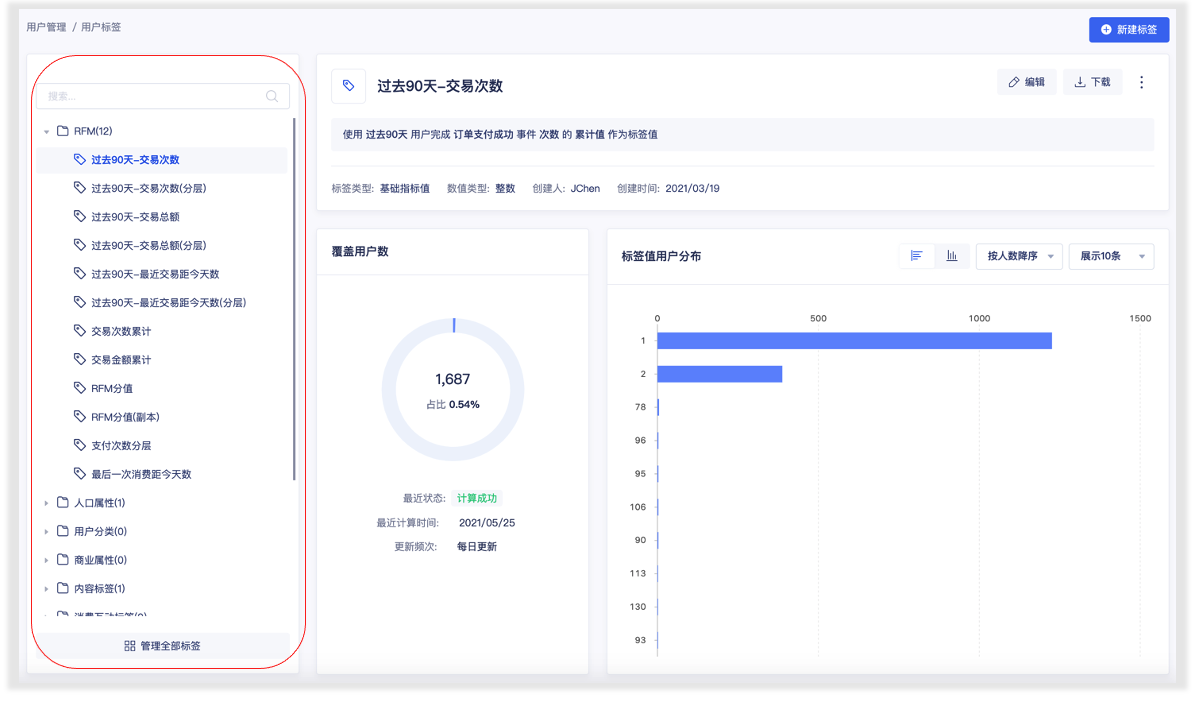 用户管理 / 用户标签
新建标签
搜索...
RFM(12)
过去90天-交易次数
过去90天-交易次数(分层)
过去90天-交易总额
过去90天-交易总额(分层)
过去90天-最近交易距今天数
过去90天-最近交易距今天数(分层)
交易次数累计
交易金额累计
RFM分值
RFM分值(副本)
支付次数分层
最后一次消费距今天数
人口属性(1)
用户分类(0)
商业属性(0)
内容标签(1)
管理全部标签
过去90天-交易次数
编辑
下载
使用 过去90天 用户完成 订单支付成功 事件 次数 的 累计值 作为标签值
标签类型: 基础指标值 数值类型: 整数 创建人: JChen 创建时间: 2021/03/19
覆盖用户数
1,687
占比 0.54%
最近状态: 计算成功
最近计算时间: 2021/05/25
更新频次: 每日更新
标签值用户分布
按人数降序
展示10条
0 500 1000 1500
1
2
78
96
95
106
90
113
130
93